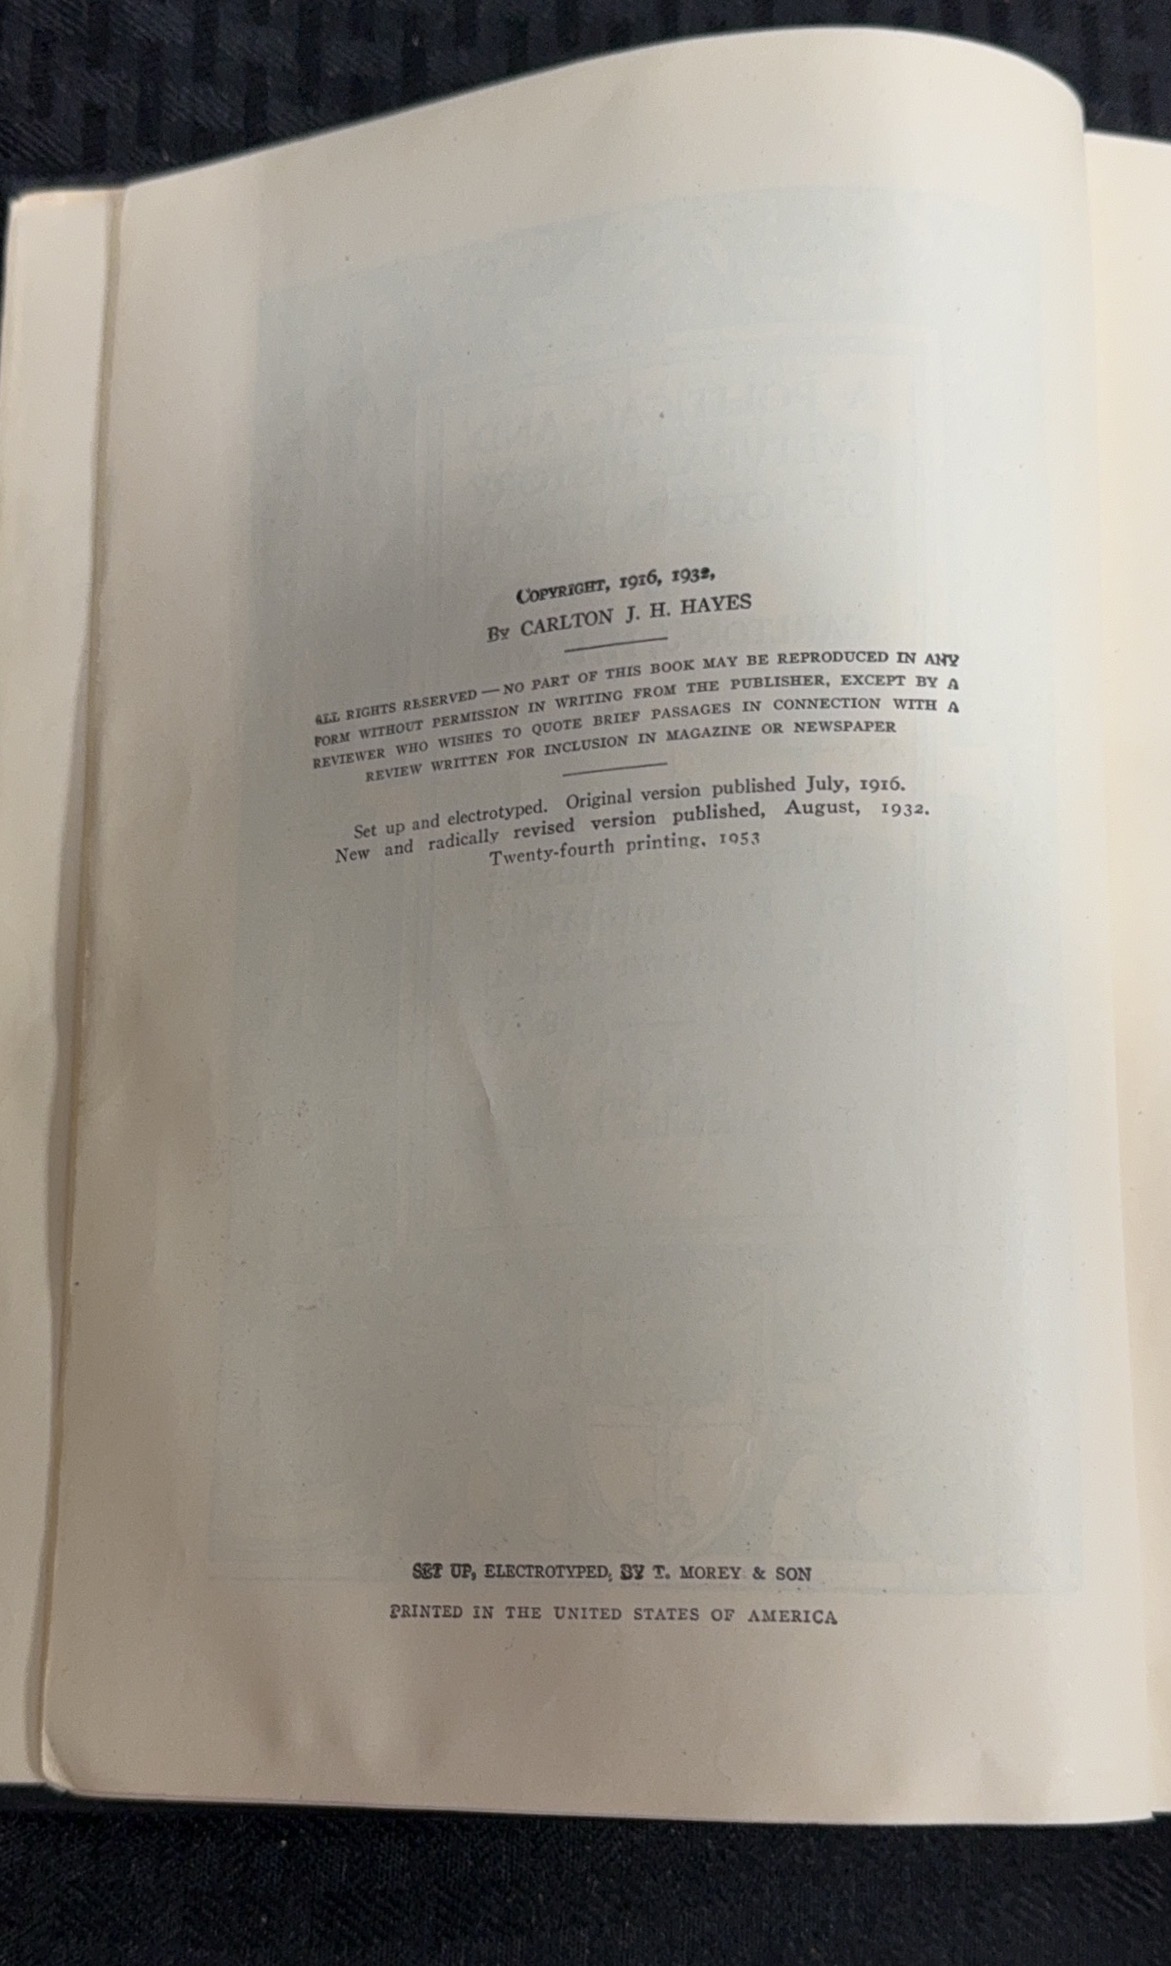 COPYRIGHT, 1916, 1932,
By CARLTON J. H. HAYES
ALL RIGHTS RESERVED — NO PART OF THIS BOOK MAY BE REPRODUCED IN ANY
FORM WITHOUT PERMISSION IN WRITING FROM THE PUBLISHER, EXCEPT BY A
REVIEWER WHO WISHES TO QUOTE BRIEF PASSAGES IN CONNECTION WITH A
REVIEW WRITTEN FOR INCLUSION IN MAGAZINE OR NEWSPAPER
Set up and electrotyped. Original version published July, 1916.
New and radically revised version published, August, 1932.
Twenty-fourth printing, 1953
SET UP, ELECTROTYPED, BY T. MOREY & SON
PRINTED IN THE UNITED STATES OF AMERICA